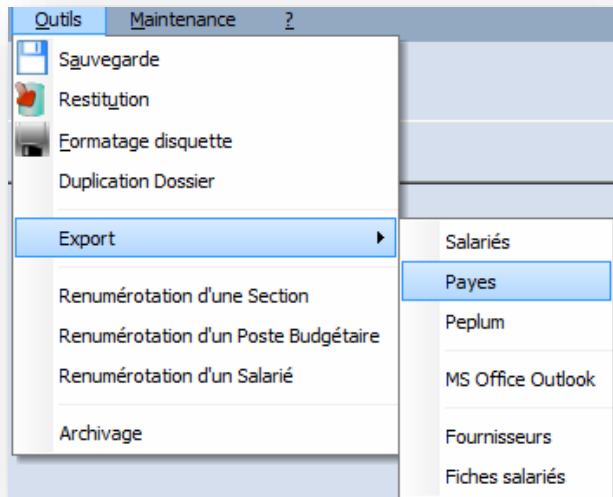 Outils Maintenance ?
Sauvegarde
Restitution
Formatage disquette
Duplication Dossier
Export
Renumérotation d'une Section
Renumérotation d'un Poste Budgétaire
Renumérotation d'un Salarié
Archivage
Salariés
Payes
Peplum
MS Office Outlook
Fournisseurs
Fiches salariés